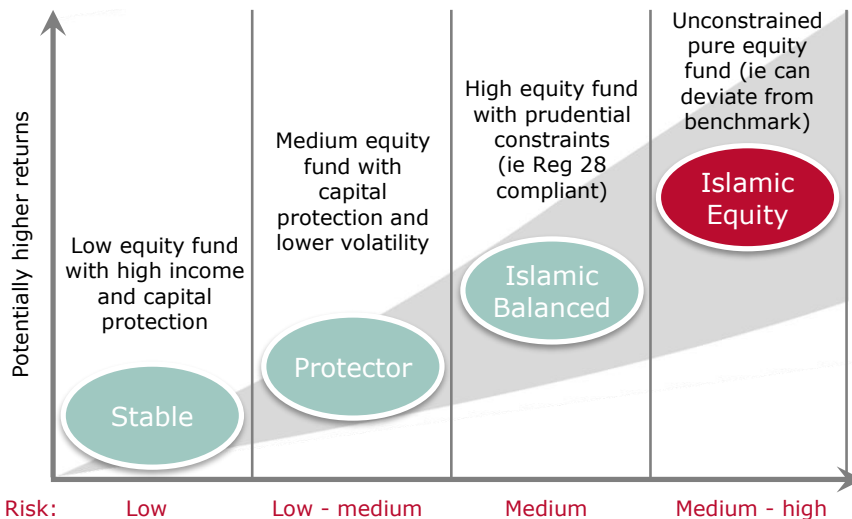 Potentially higher returns
Low equity fund
with high income
and capital
protection
Stable
Medium equity
fund with
capital
protection and
lower volatility
Protector
High equity fund
with prudential
constraints
(ie Reg 28
compliant)
Islamic
Balanced
Unconstrained
pure equity
fund (ie can
deviate from
benchmark)
Islamic
Equity
Risk:
Low
Low - medium
Medium
Medium - high